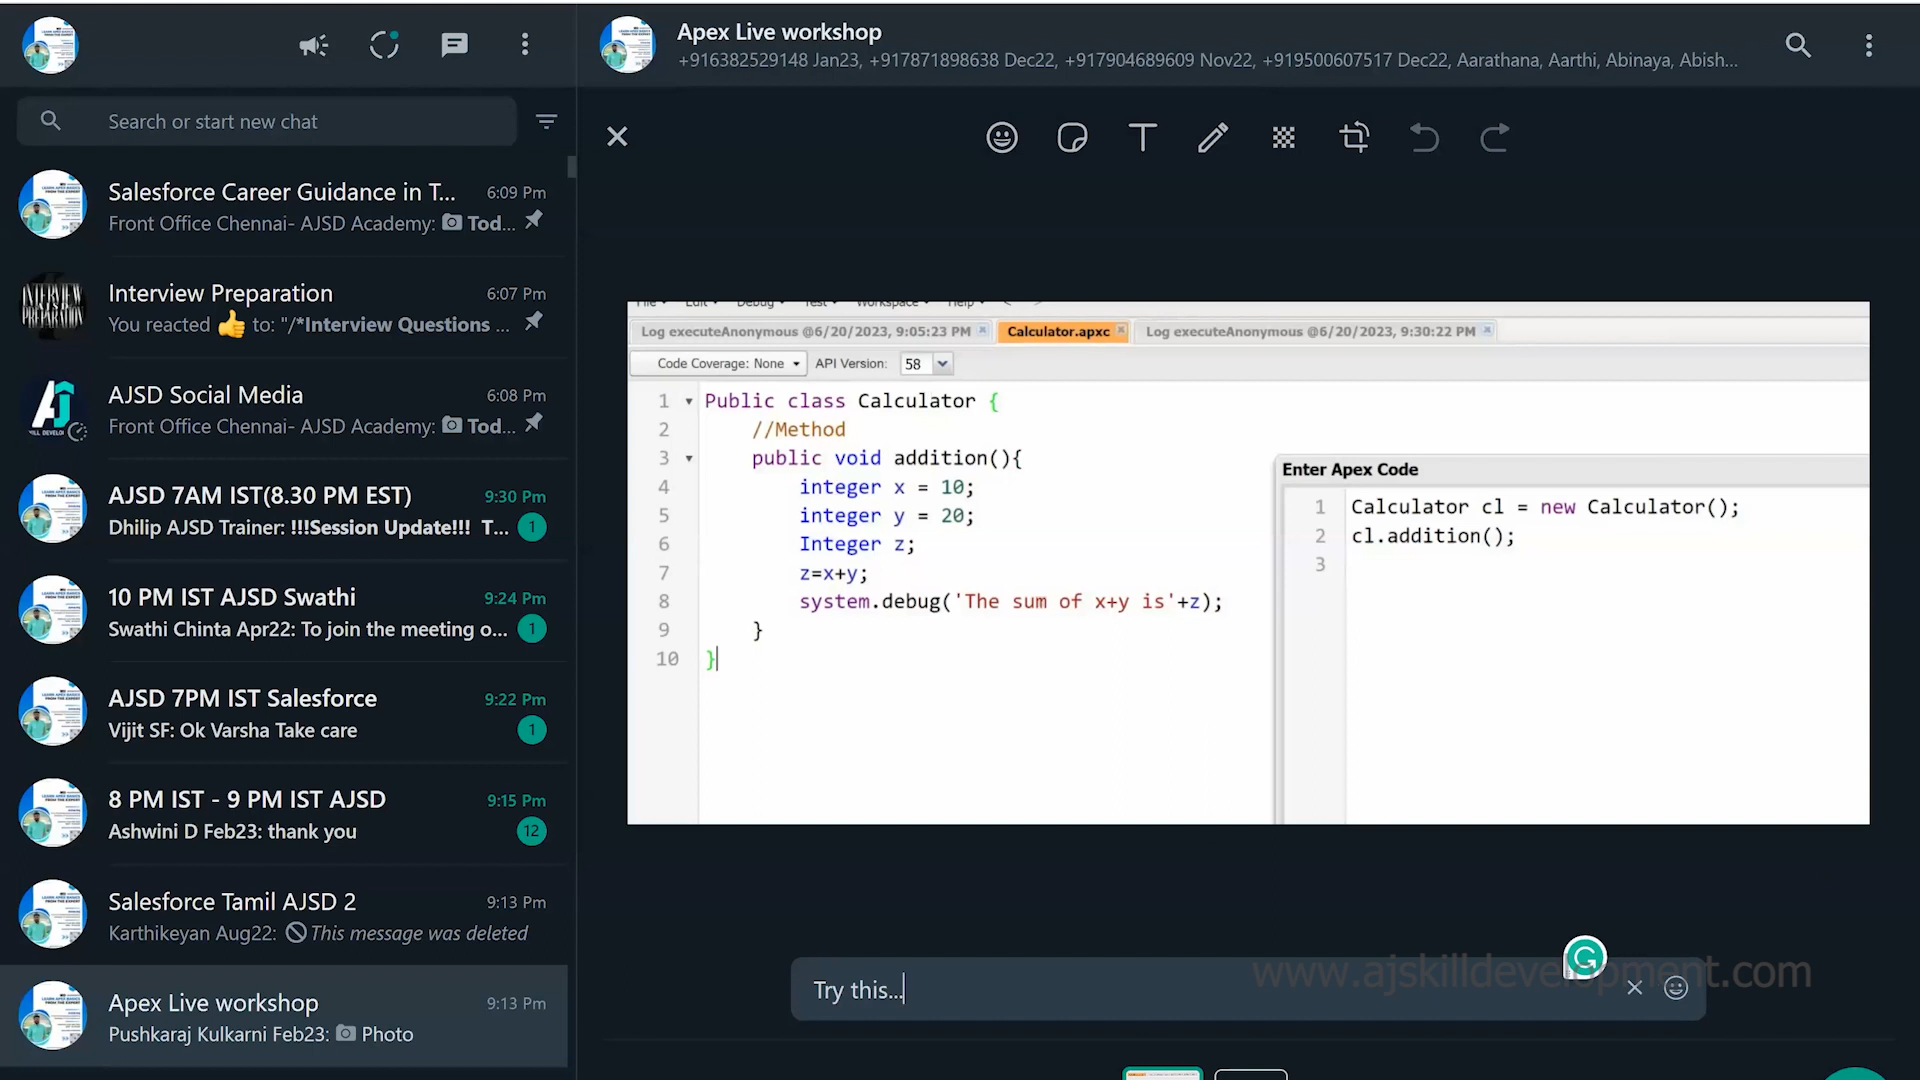 Search or start new chat
Salesforce Career Guidance in T... 6:09 Pm
Front Office Chennai- AJSD Academy: Tod...
INTERVIEW PREPARATION
Interview Preparation 6:07 Pm
You reacted 👍 to: "/*Interview Questions ...
AJSD Social Media 6:08 Pm
Front Office Chennai- AJSD Academy: Tod...
AJSD 7AM IST(8.30 PM EST) 9:30 Pm
Dhilip AJSD Trainer: !!!Session Update!!! T... 1
10 PM IST AJSD Swathi 9:24 Pm
Swathi Chinta Apr22: To join the meeting o... 1
AJSD 7PM IST Salesforce 9:22 Pm
Vijit SF: Ok Varsha Take care 1
8 PM IST - 9 PM IST AJSD 9:15 Pm
Ashwini D Feb23: thank you 12
Salesforce Tamil AJSD 2 9:13 Pm
Karthikeyan Aug22: This message was deleted
Apex Live workshop 9:13 Pm
Pushkaraj Kulkarni Feb23: Photo
Apex Live workshop
+916382529148 Jan23, +917871898638 Dec22, +917904689609 Nov22, +919500607517 Dec22, Aarathana, Aarthi, Abinaya, Abish...
File Edit Debug Test Workspace Help < >
Log executeAnonymous @6/20/2023, 9:05:23 PM Calculator.apxc Log executeAnonymous @6/20/2023, 9:30:22 PM
Code Coverage: None API Version: 58
1 Public class Calculator {
2 //Method
3 public void addition(){
4 integer x = 10;
5 integer y = 20;
6 Integer z;
7 z=x+y;
8 system.debug('The sum of x+y is'+z);
9 }
10 }
Enter Apex Code
1 Calculator cl = new Calculator();
2 cl.addition();
3
Try this...
www.ajskilldevelopment.com